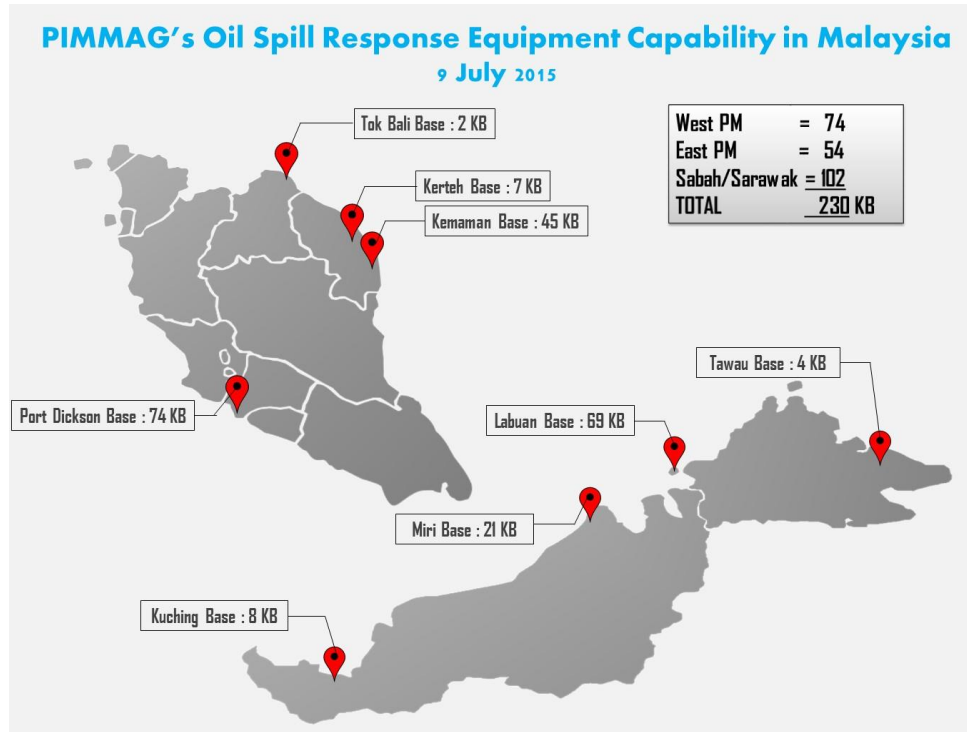 PIMMAG's Oil Spill Response Equipment Capability in Malaysia
9 July 2015
Tok Bali Base : 2 KB
West PM = 74
East PM = 54
Sabah/Sarawak = 102
TOTAL 230 KB
Kerteh Base : 7 KB
Kemaman Base : 45 KB
Tawau Base : 4 KB
Port Dickson Base : 74 KB
Labuan Base : 69 KB
Miri Base : 21 KB
Kuching Base : 8 KB